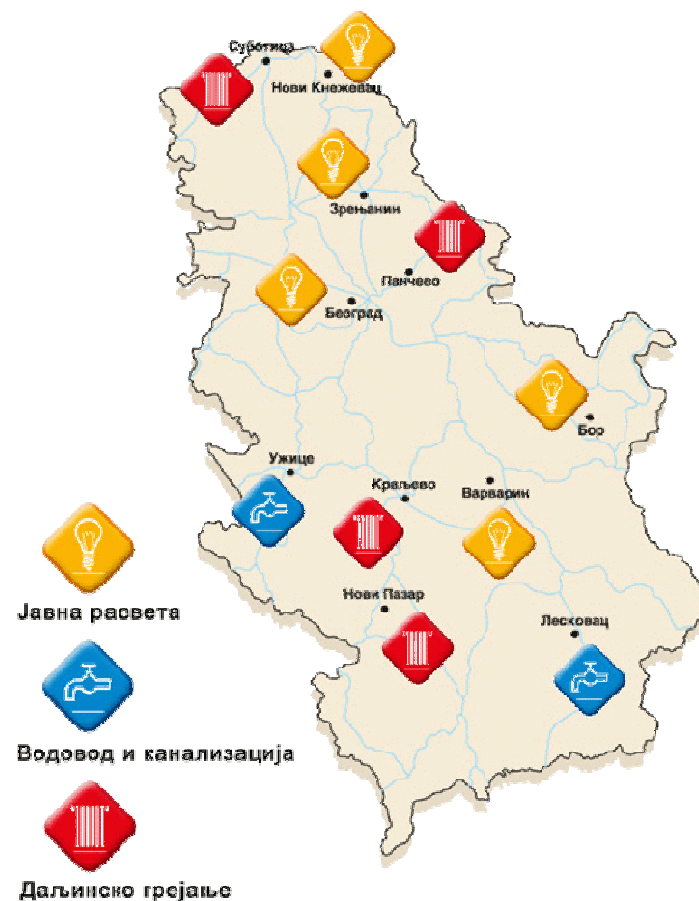 Суботица
Нови Кнежевац
Зрењанин
Панчево
Београд
Бор
Ужице
Краљево
Варварин
Нови Пазар
Лесковац
Јавна расвета
Водовод и канализација
Даљинско грејање